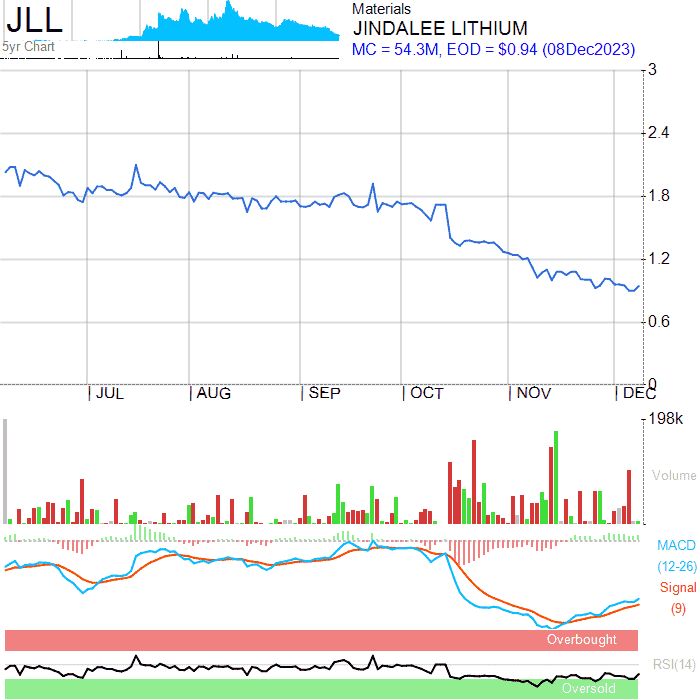 JLL
5yr Chart
Materials
JINDALEE LITHIUM
MC = 54.3M, EOD = $0.94 (08Dec2023)
3
2.4
1.8
1.2
0.6
0
JUL AUG SEP OCT NOV DEC
198k
Volume
MACD
(12-26)
Signal
(9)
Overbought
RSI(14)
Oversold